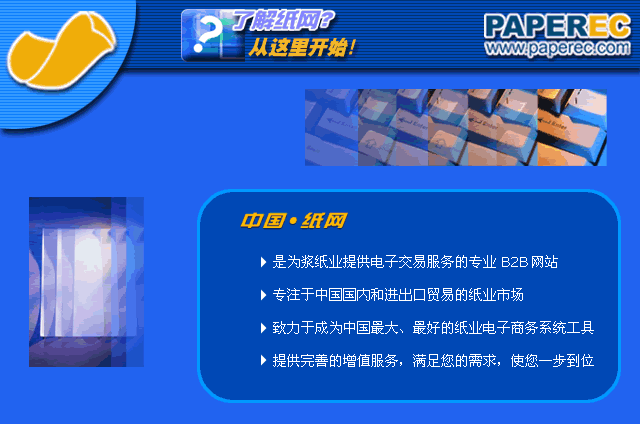 了解纸网?
从这里开始!
PAPEREC
www.paperec.com
中国•纸网
是为浆纸业提供电子交易服务的专业 B2B 网站
专注于中国国内和进出口贸易的纸业市场
致力于成为中国最大、最好的纸业电子商务系统工具
提供完善的增值服务，满足您的需求，使您一步到位